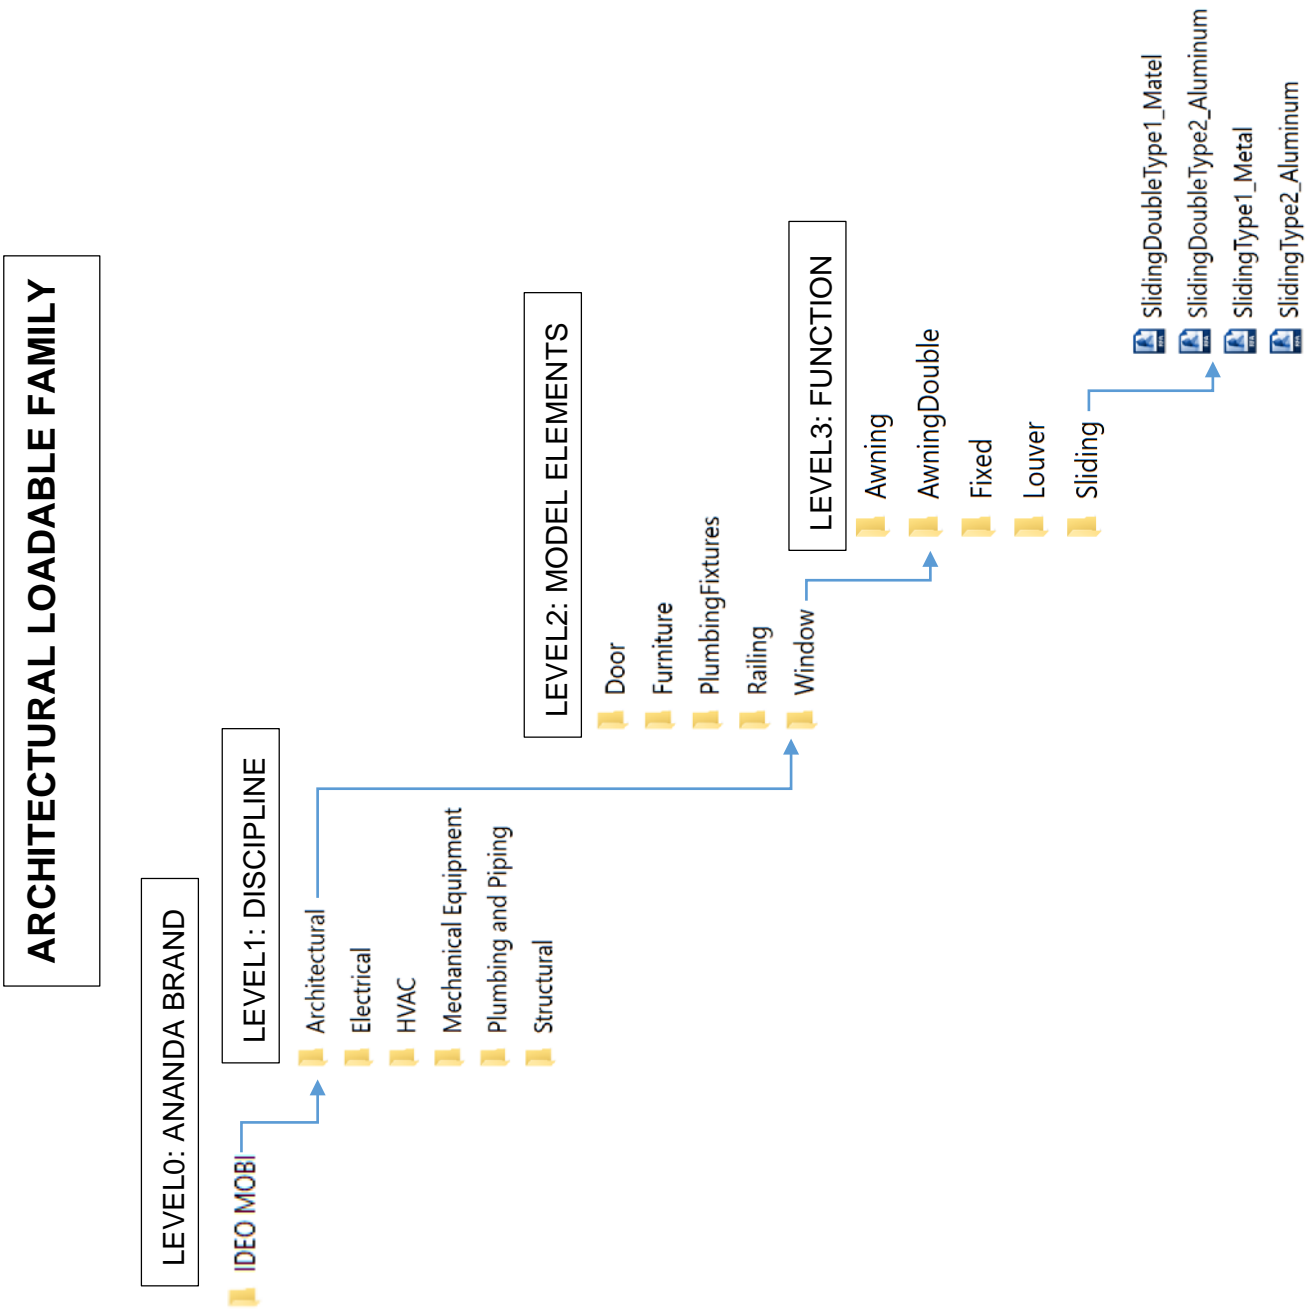 ARCHITECTURAL LOADABLE FAMILY
LEVEL0: ANANDA BRAND
IDEO MOBI
LEVEL1: DISCIPLINE
Architectural
Electrical
HVAC
Mechanical Equipment
Plumbing and Piping
Structural
LEVEL2: MODEL ELEMENTS
Door
Furniture
PlumbingFixtures
Railing
Window
LEVEL3: FUNCTION
Awning
AwningDouble
Fixed
Louver
Sliding
SlidingDoubleType1_Matel
SlidingDoubleType2_Aluminum
SlidingType1_Metal
SlidingType2_Aluminum